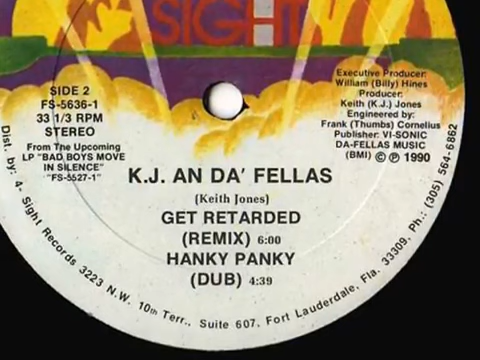 SIGHT
SIDE 2
FS-5636-1
33 1/3 RPM
STEREO
From The Upcoming
LP "BAD BOYS MOVE
IN SILENCE"
"FS-5527-1"
Executive Producer:
William (Billy) Hines
Producer:
Keith (K.J.) Jones
Engineered by:
Frank (Thumbs) Cornelius
Publisher: VI-SONIC
DA-FELLAS MUSIC
(BMI) © ℗ 1990
K.J. AN DA' FELLAS
(Keith Jones)
GET RETARDED
(REMIX) 6:00
HANKY PANKY
(DUB) 4:39
Dist. by: 4- Sight Records 3223 N.W. 10th Terr., Suite 607, Fort Lauderdale, Fla. 33309, Ph.: (305) 564-6862